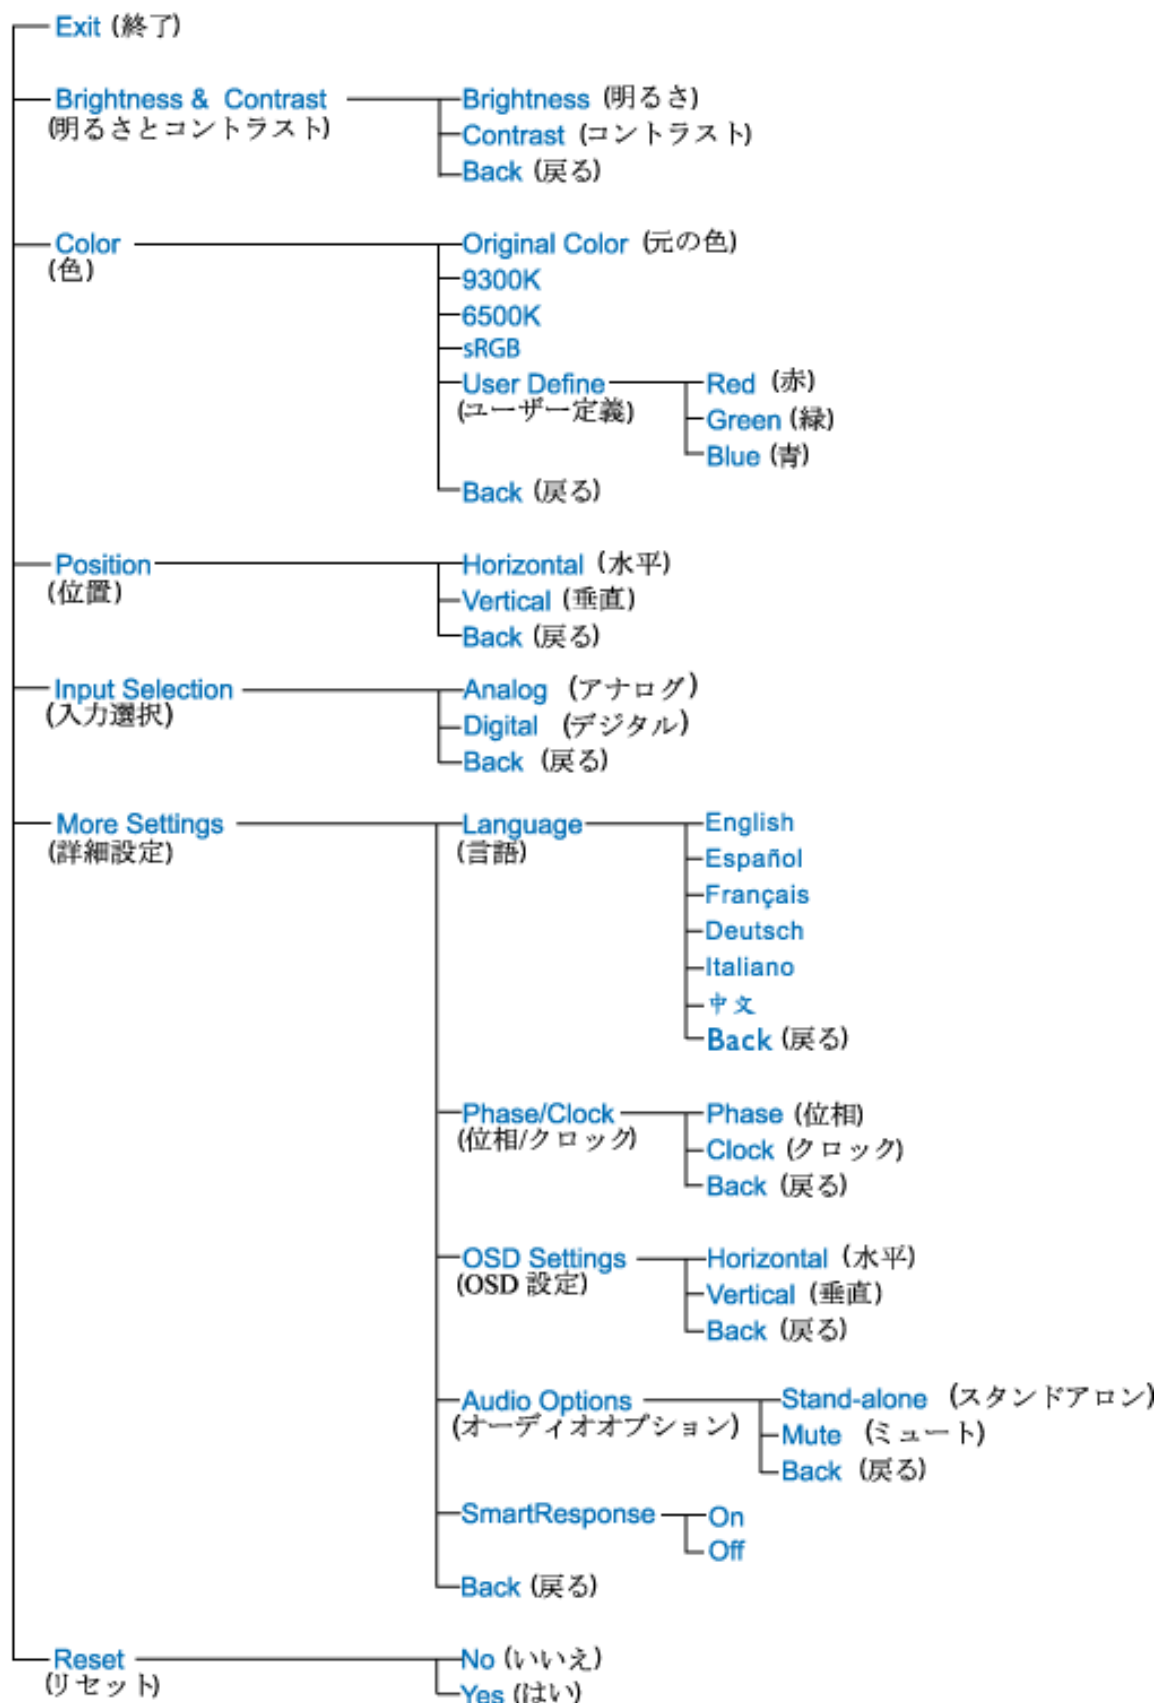 Exit (終了)
Brightness & Contrast
(明るさとコントラスト)
Brightness (明るさ)
Contrast (コントラスト)
Back (戻る)
Color
(色)
Original Color (元の色)
9300K
6500K
sRGB
User Define
(ユーザー定義)
Red (赤)
Green (緑)
Blue (青)
Back (戻る)
Position
(位置)
Horizontal (水平)
Vertical (垂直)
Back (戻る)
Input Selection
(入力選択)
Analog (アナログ)
Digital (デジタル)
Back (戻る)
More Settings
(詳細設定)
Language
(言語)
English
Español
Français
Deutsch
Italiano
中文
Back (戻る)
Phase/Clock
(位相/クロック)
Phase (位相)
Clock (クロック)
Back (戻る)
OSD Settings
(OSD 設定)
Horizontal (水平)
Vertical (垂直)
Back (戻る)
Audio Options
(オーディオオプション)
Stand-alone (スタンドアロン)
Mute (ミュート)
Back (戻る)
SmartResponse
On
Off
Back (戻る)
Reset
(リセット)
No (いいえ)
Yes (はい)